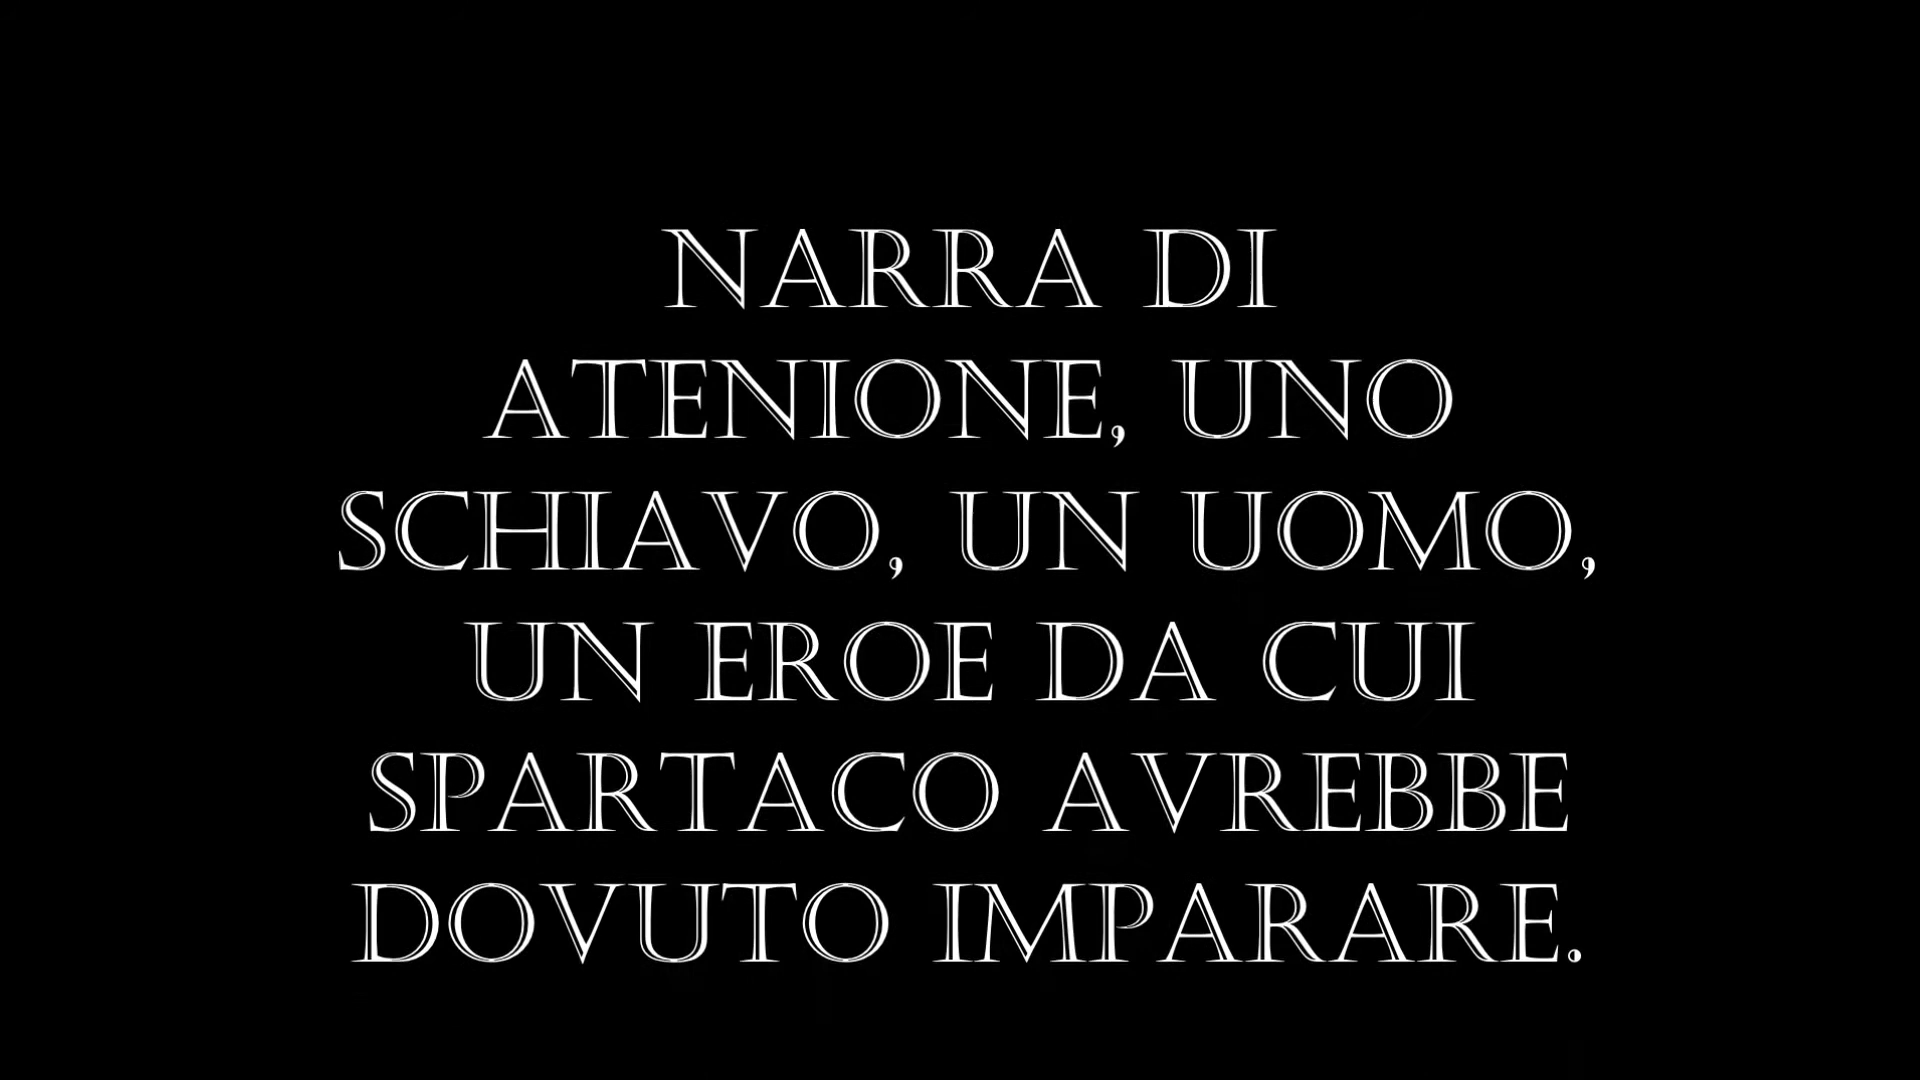 NARRA DI
ATENIONE, UNO
SCHIAVO, UN UOMO,
UN EROE DA CUI
SPARTACO AVREBBE
DOVUTO IMPARARE.